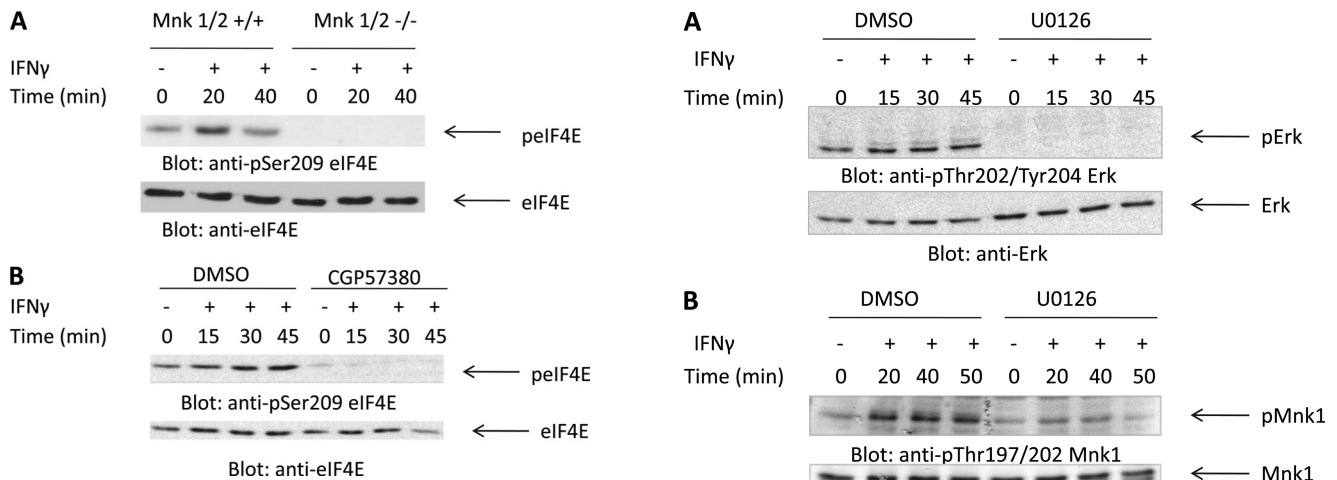 A
Mnk 1/2 +/+ Mnk 1/2 -/-
IFNγ - + + - + +
Time (min) 0 20 40 0 20 40
peIF4E
Blot: anti-pSer209 eIF4E
eIF4E
Blot: anti-eIF4E
B
DMSO CGP57380
IFNγ - + + + - + + +
Time (min) 0 15 30 45 0 15 30 45
peIF4E
Blot: anti-pSer209 eIF4E
eIF4E
Blot: anti-eIF4E
A
DMSO U0126
IFNγ - + + + - + + +
Time (min) 0 15 30 45 0 15 30 45
pErk
Blot: anti-pThr202/Tyr204 Erk
Erk
Blot: anti-Erk
B
DMSO U0126
IFNγ - + + + - + + +
Time (min) 0 20 40 50 0 20 40 50
pMnk1
Blot: anti-pThr197/202 Mnk1
Mnk1